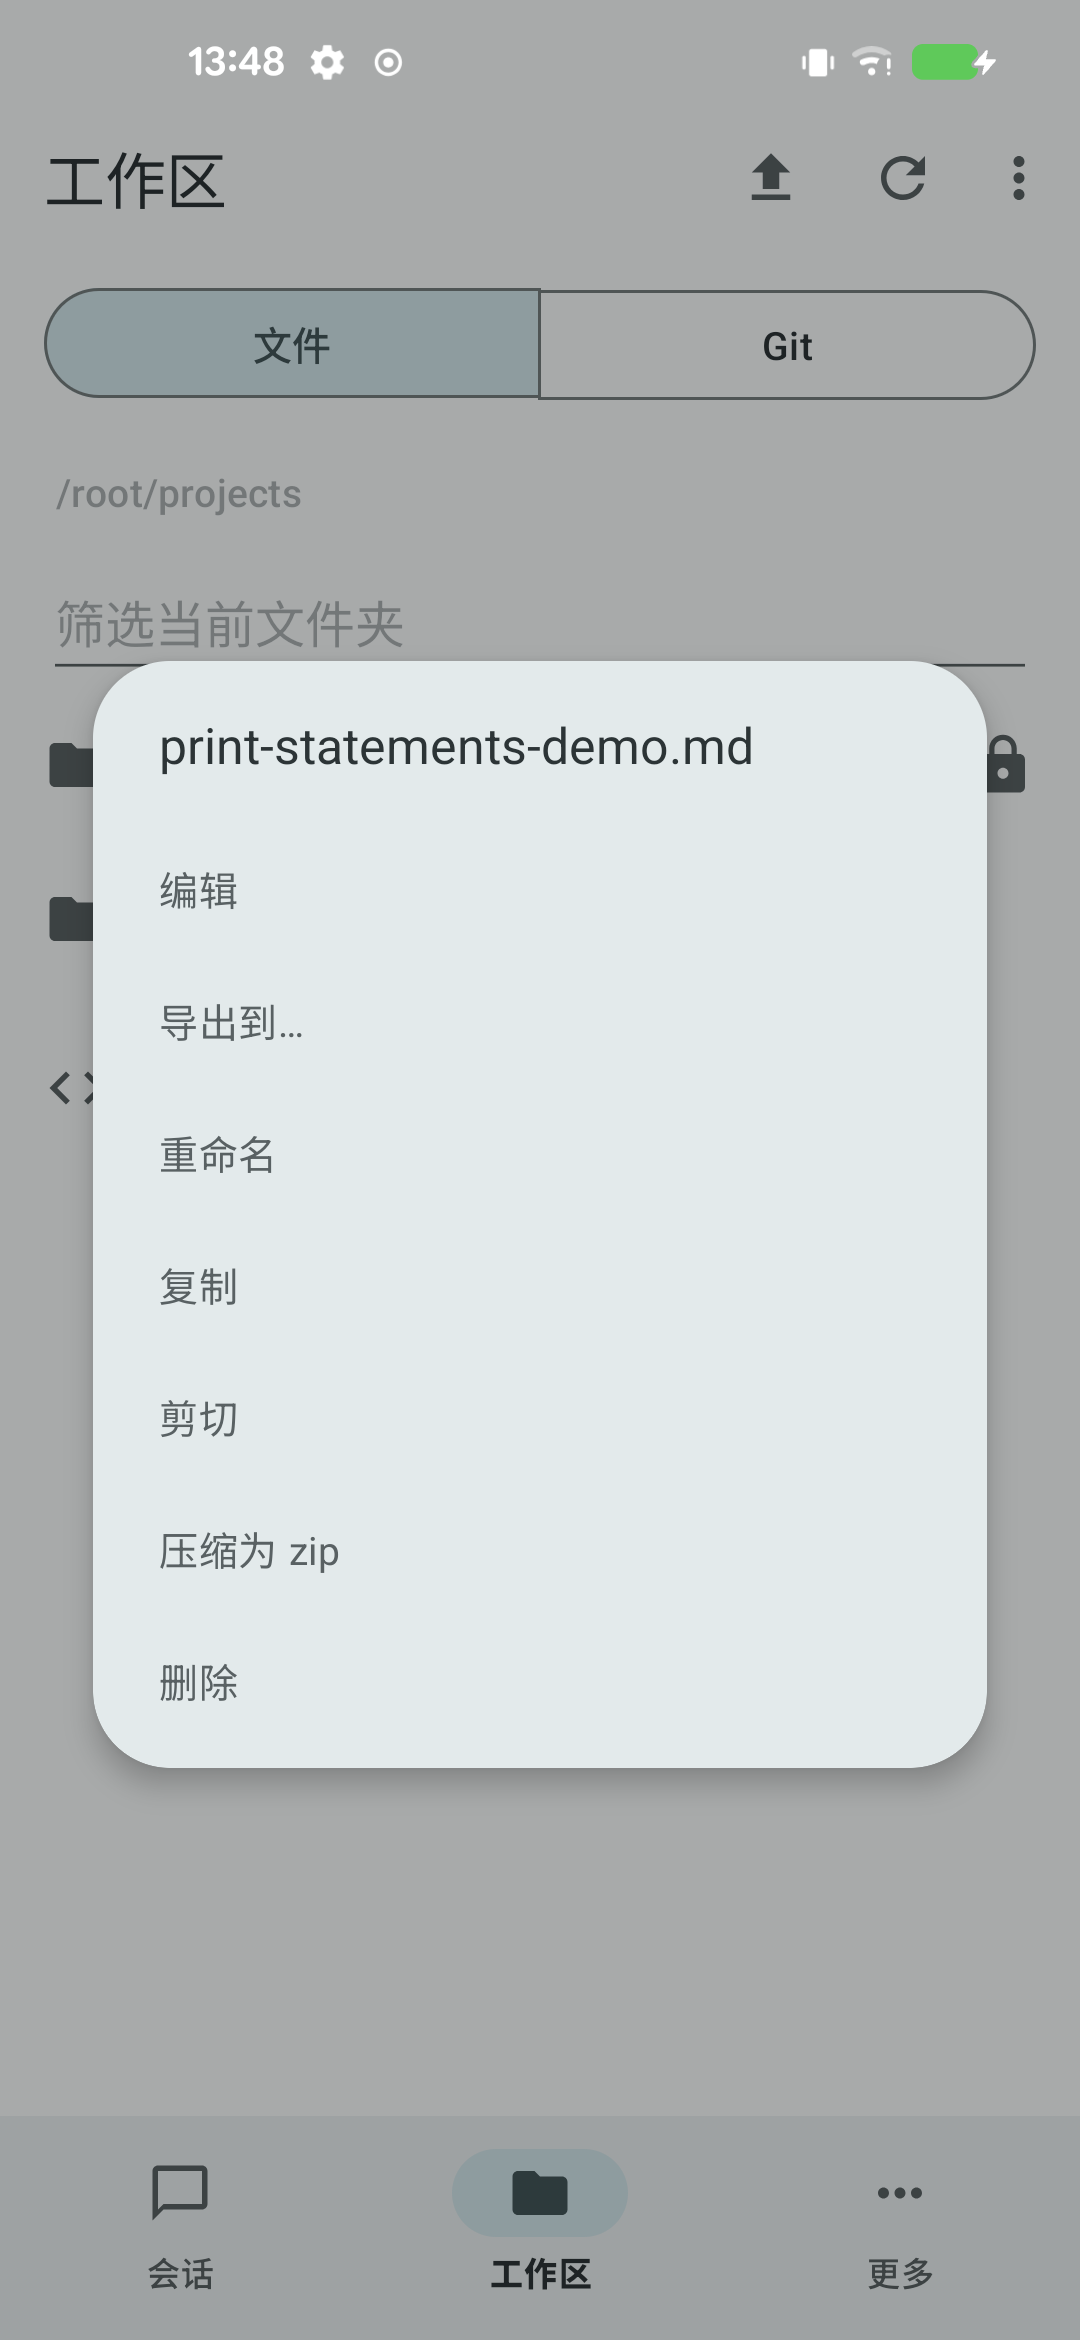 13:48
工作区
文件
Git
/root/projects
筛选当前文件夹
print-statements-demo.md
编辑
导出到...
重命名
复制
剪切
压缩为 zip
删除
会话
工作区
更多